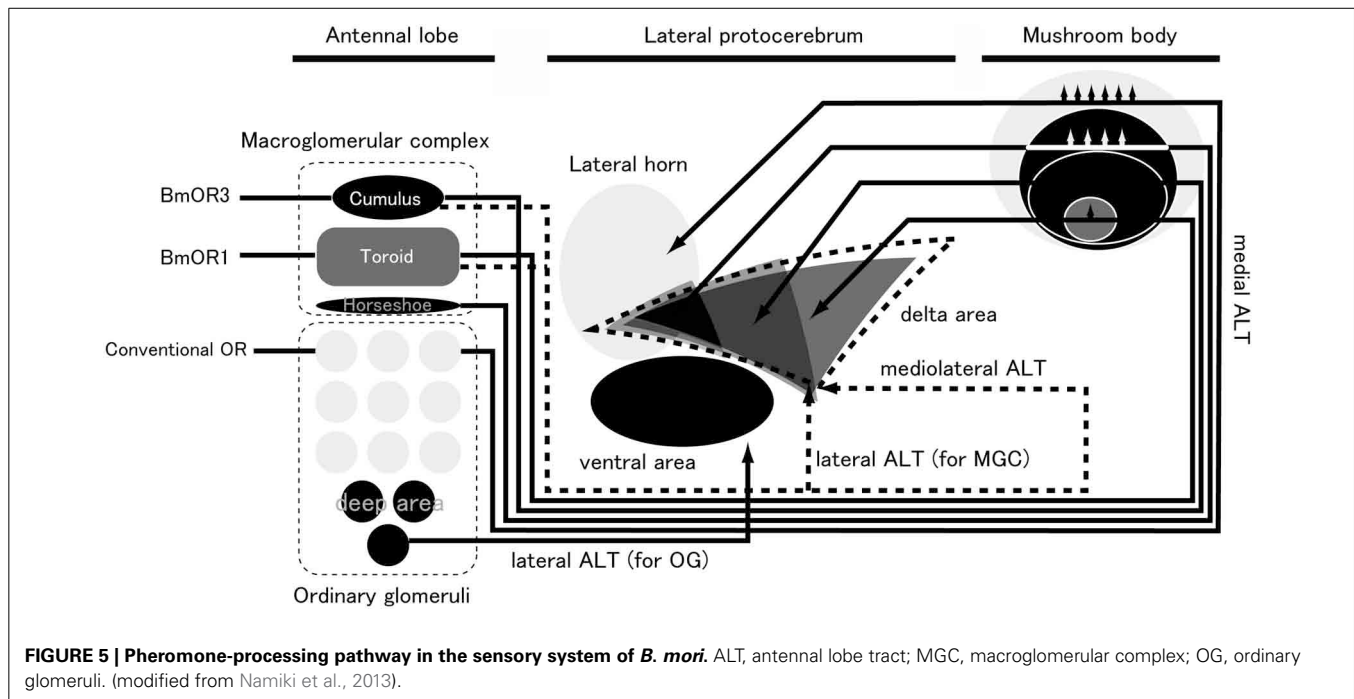 Antennal lobe
Lateral protocerebrum
Mushroom body
Macroglomerular complex
Lateral horn
BmOR3
Cumulus
BmOR1
Toroid
Horseshoe
medial ALT
delta area
Conventional OR
mediolateral ALT
ventral area
lateral ALT (for MGC)
deep area
lateral ALT (for OG)
Ordinary glomeruli
FIGURE 5 | Pheromone-processing pathway in the sensory system of B. mori. ALT, antennal lobe tract; MGC, macroglomerular complex; OG, ordinary
glomeruli. (modified from Namiki et al., 2013).